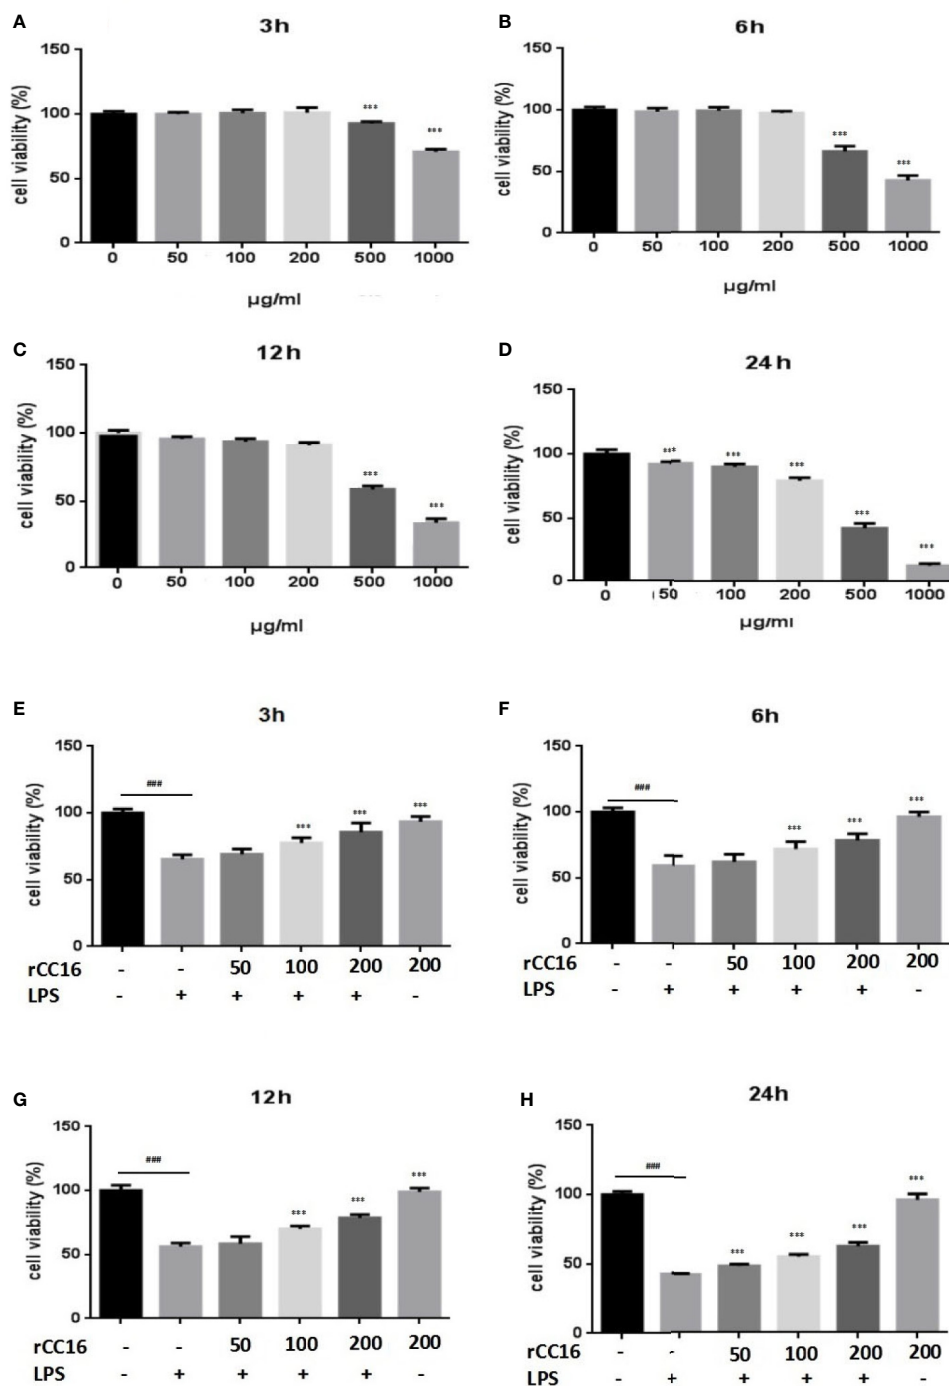 A
3h
cell viability (%)
150
100
50
0
***
***
0 50 100 200 500 1000
µg/ml
B
6h
cell viability (%)
150
100
50
0
***
***
0 50 100 200 500 1000
µg/ml
C
12h
cell viability (%)
150
100
50
0
***
***
0 50 100 200 500 1000
µg/ml
D
24h
cell viability (%)
150
100
50
0
***
***
***
***
***
0 50 100 200 500 1000
µg/ml
E
3h
cell viability (%)
150
100
50
0
###
***
***
***
rCC16 - - 50 100 200 200
LPS - + + + + -
F
6h
cell viability (%)
150
100
50
0
###
***
***
***
rCC16 - - 50 100 200 200
LPS - + + + + -
G
12h
cell viability (%)
150
100
50
0
###
***
***
***
rCC16 - - 50 100 200 200
LPS - + + + + -
H
24h
cell viability (%)
150
100
50
0
###
***
***
***
***
rCC16 - - 50 100 200 200
LPS - + + + + -